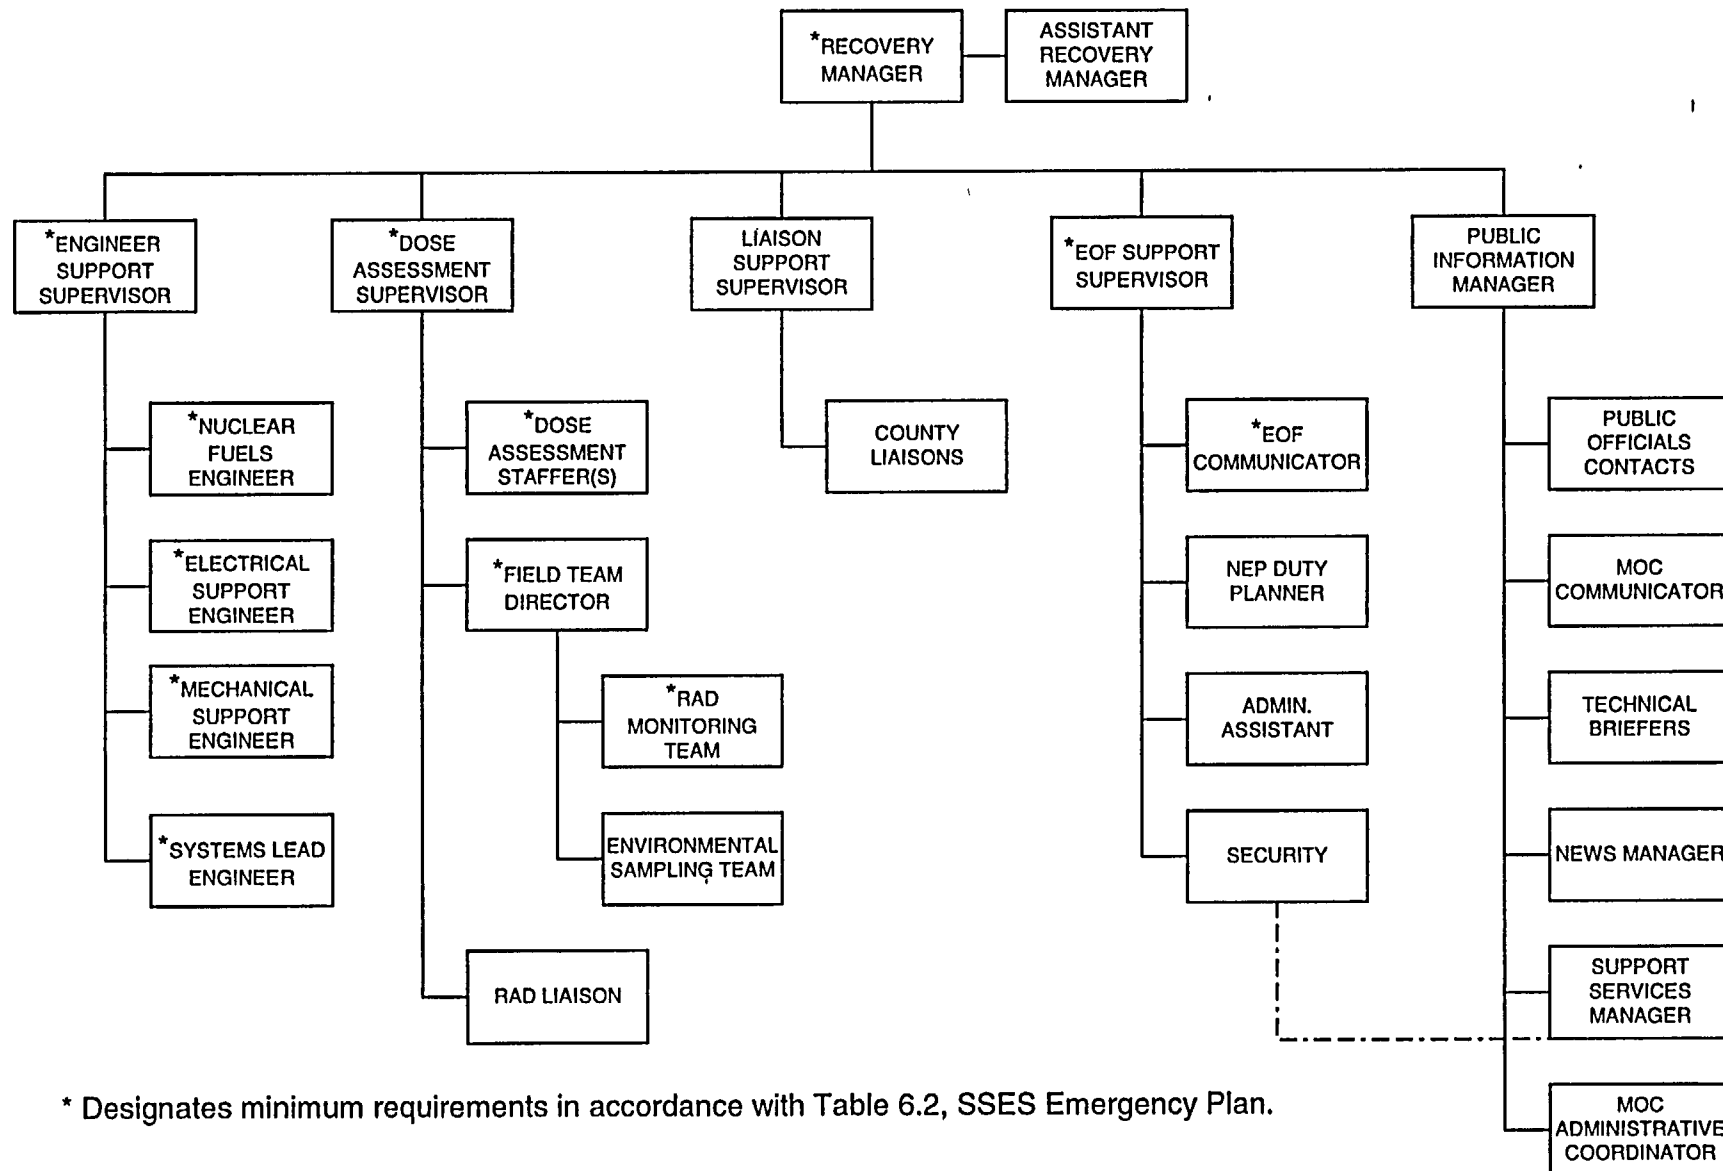 *RECOVERY
MANAGER
ASSISTANT
RECOVERY
MANAGER
*ENGINEER
SUPPORT
SUPERVISOR
*DOSE
ASSESSMENT
SUPERVISOR
LIAISON
SUPPORT
SUPERVISOR
*EOF SUPPORT
SUPERVISOR
PUBLIC
INFORMATION
MANAGER
*NUCLEAR
FUELS
ENGINEER
*ELECTRICAL
SUPPORT
ENGINEER
*MECHANICAL
SUPPORT
ENGINEER
*SYSTEMS LEAD
ENGINEER
*DOSE
ASSESSMENT
STAFFER(S)
*FIELD TEAM
DIRECTOR
*RAD
MONITORING
TEAM
ENVIRONMENTAL
SAMPLING TEAM
RAD LIAISON
COUNTY
LIAISONS
*EOF
COMMUNICATOR
NEP DUTY
PLANNER
ADMIN.
ASSISTANT
SECURITY
PUBLIC
OFFICIALS
CONTACTS
MOC
COMMUNICATOR
TECHNICAL
BRIEFERS
NEWS MANAGER
SUPPORT
SERVICES
MANAGER
MOC
ADMINISTRATIVE
COORDINATOR
* Designates minimum requirements in accordance with Table 6.2, SSES Emergency Plan.